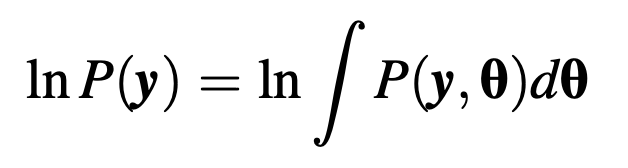 ln P(y) = ln ∫ P(y, θ)dθ